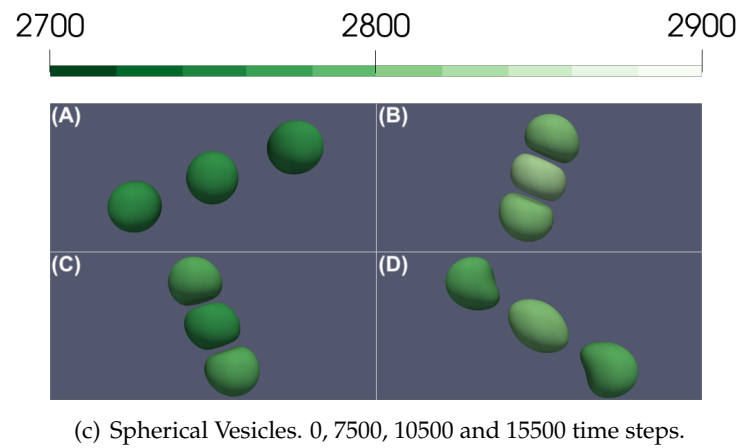 2700 2800 2900
(A) (B)
(C) (D)
(c) Spherical Vesicles. 0, 7500, 10500 and 15500 time steps.